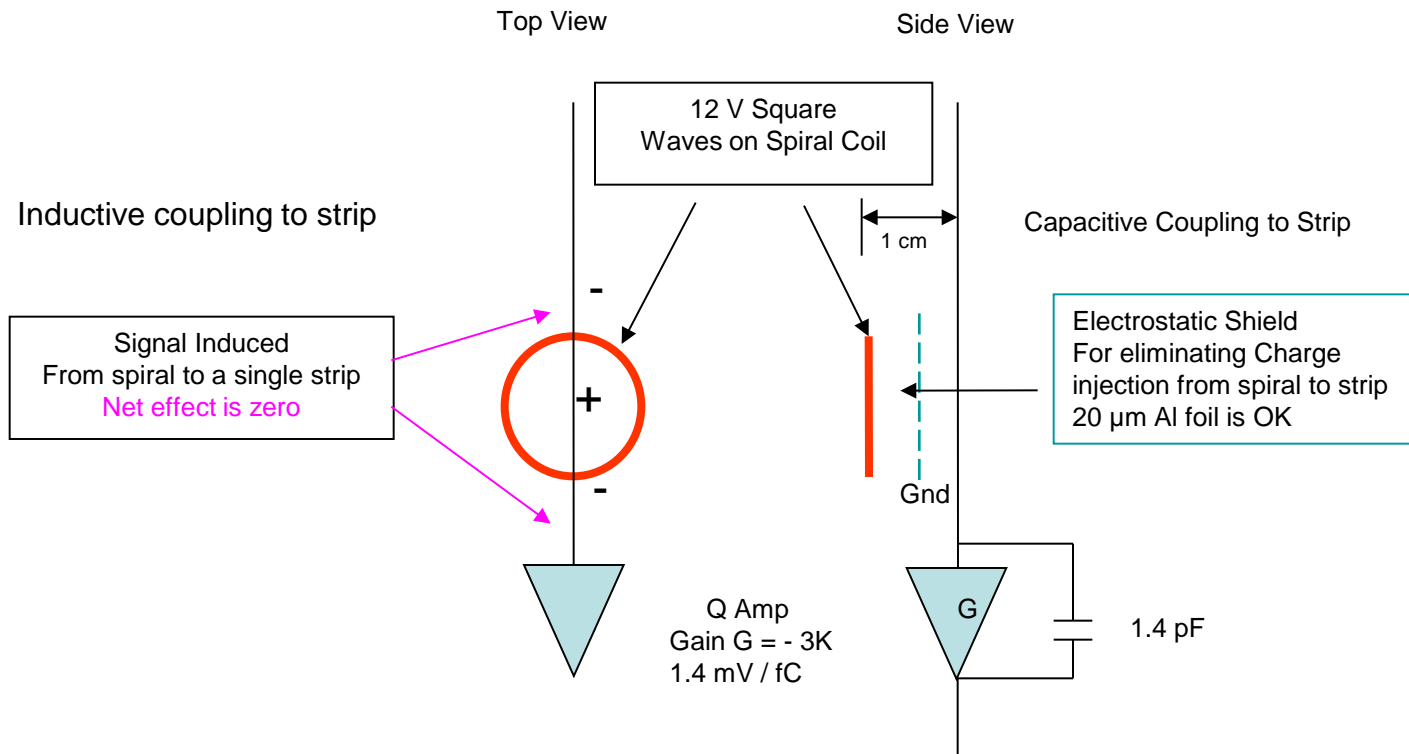 Top View
Side View
12 V Square
Waves on Spiral Coil
Inductive coupling to strip
1 cm
Capacitive Coupling to Strip
-
+
-
Signal Induced
From spiral to a single strip
Net effect is zero
Electrostatic Shield
For eliminating Charge
injection from spiral to strip
20 µm Al foil is OK
Gnd
Q Amp
Gain G = - 3K
1.4 mV / fC
G
1.4 pF